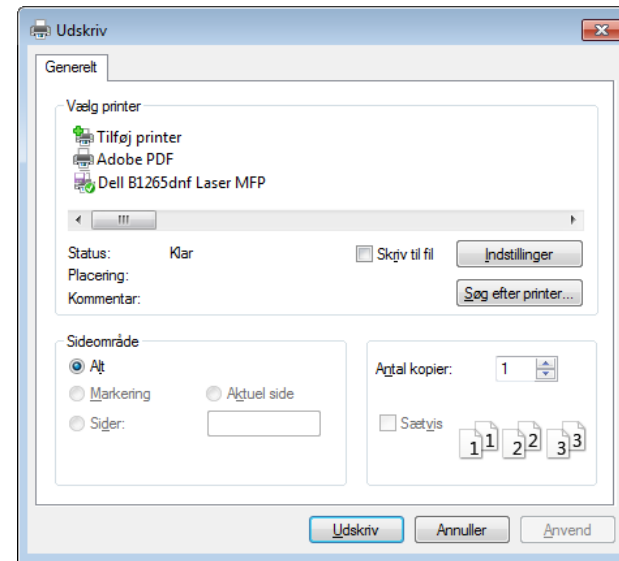 Udskriv
Generelt
Vælg printer
Tilføj printer
Adobe PDF
Dell B1265dnf Laser MFP
Status: Klar
Skriv til fil
Indstillinger
Placering:
Kommentar:
Søg efter printer...
Sideområde
Alt
Markering
Aktuel side
Sider:
Antal kopier: 1
Sætvis
1 1 2 2 3 3
Udskriv
Annuller
Anvend